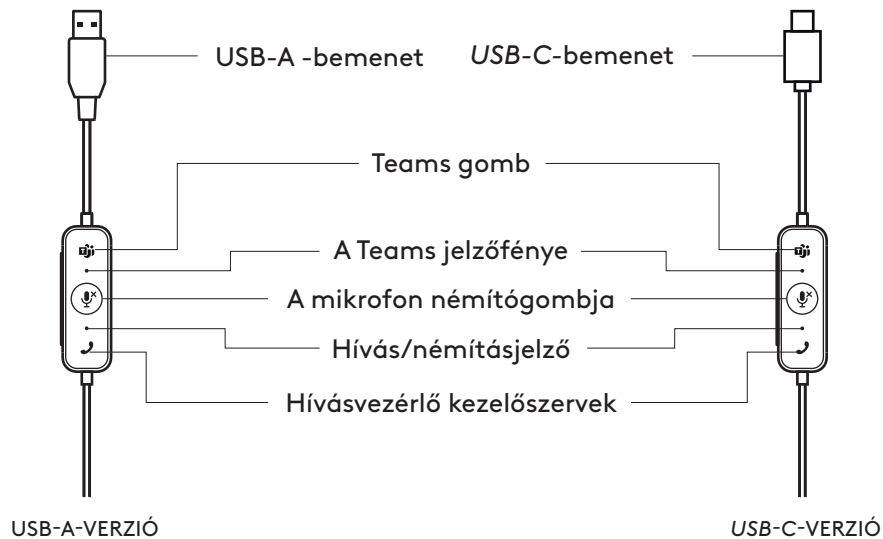 USB-A -bemenet
USB-C-bemenet
Teams gomb
A Teams jelzőfénye
A mikrofon némítógombja
Hívás/némításjelző
Hívásvezérlő kezelőszervek
USB-A-VERZIÓ
USB-C-VERZIÓ